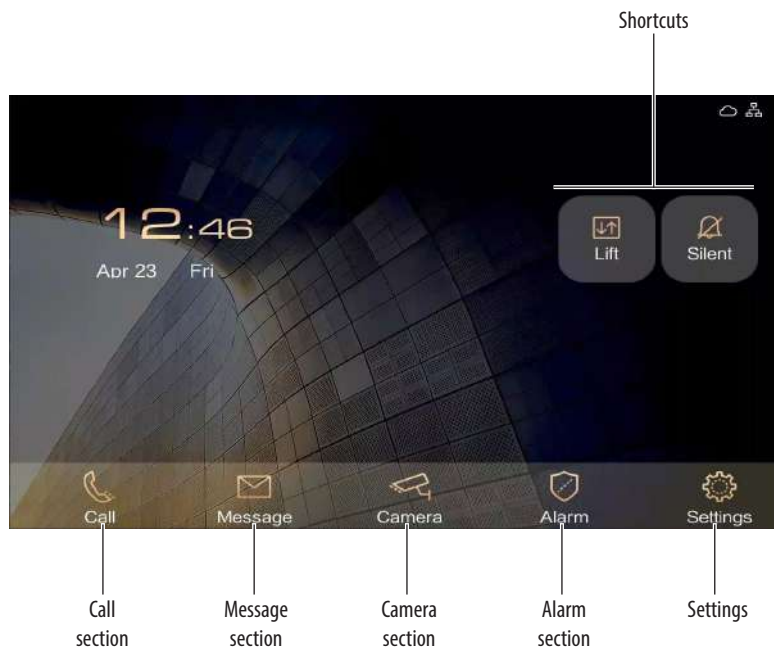 Shortcuts
12:46
Apr 23 Fri
Lift
Silent
Call
Message
Camera
Alarm
Settings
Call
section
Message
section
Camera
section
Alarm
section
Settings